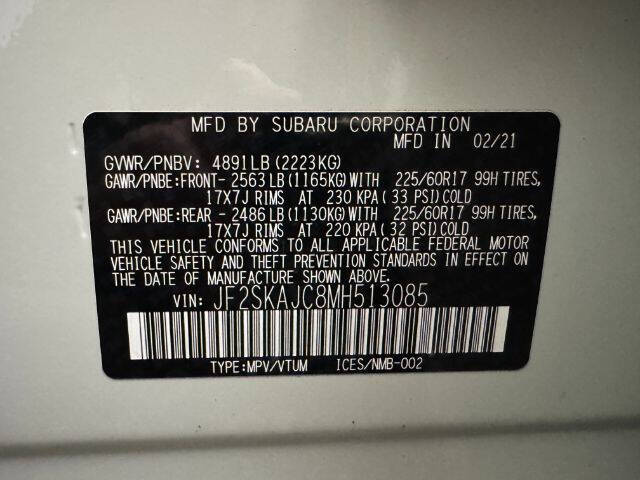 MFD BY SUBARU CORPORATION
MFD IN 02/21
GVWR/PNBV: 4891LB(2223KG)
GAWR/PNBE:FRONT-2563LB(1165KG)WITH 225/60R17 99H TIRES,
17X7J RIMS AT 230 KPA(33 PSI)COLD
GAWR/PNBE:REAR -2486LB(1130KG)WITH 225/60R17 99H TIRES,
17X7J RIMS AT 220 KPA(32 PSI)COLD
THIS VEHICLE CONFORMS TO ALL APPLICABLE FEDERAL MOTOR
VEHICLE SAFETY AND THEFT PREVENTION STANDARDS IN EFFECT ON
THE DATE OF MANUFACTURE SHOWN ABOVE.
VIN: JF2SKAJC8MH513085
TYPE:MPV/VTUM ICES/NMB-002